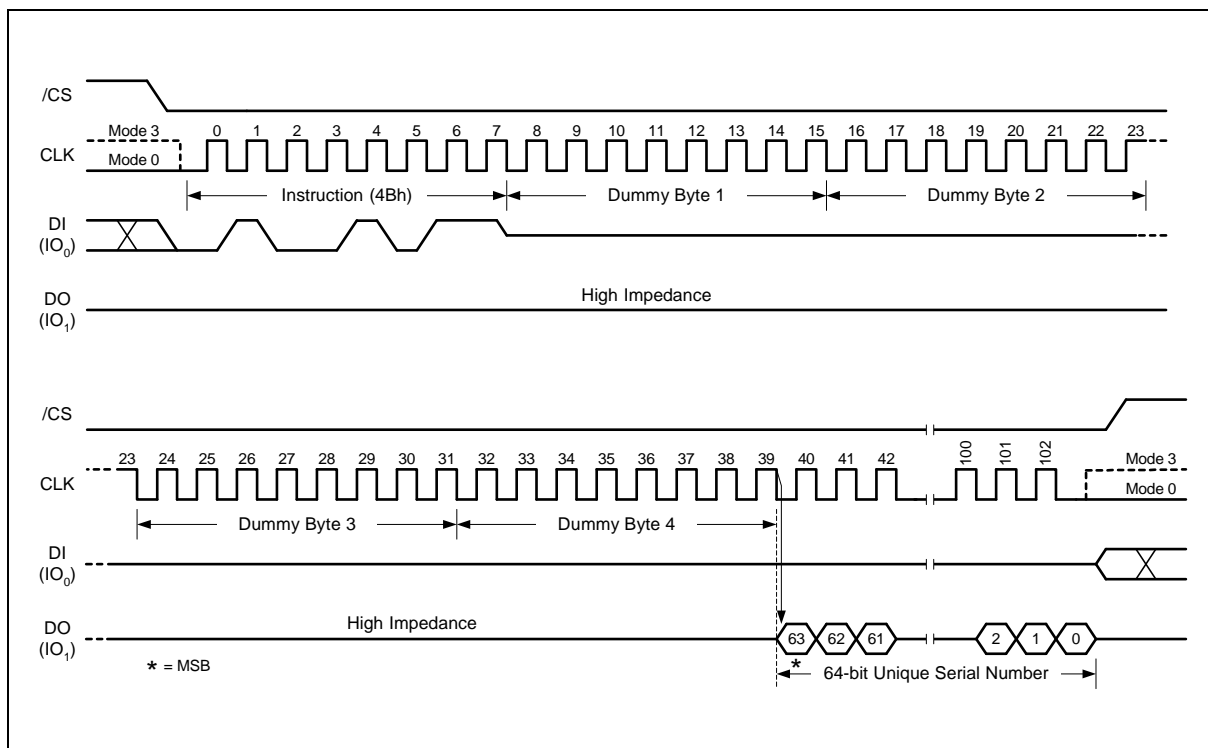 /CS
Mode 3
0 1 2 3 4 5 6 7 8 9 10 11 12 13 14 15 16 17 18 19 20 21 22 23
CLK
Mode 0
Instruction (4Bh)
Dummy Byte 1
Dummy Byte 2
DI
(IO0)
High Impedance
DO
(IO1)
/CS
23 24 25 26 27 28 29 30 31 32 33 34 35 36 37 38 39 40 41 42 100 101 102
Mode 3
CLK
Mode 0
Dummy Byte 3
Dummy Byte 4
DI
(IO0)
High Impedance
DO
(IO1)
63 62 61 2 1 0
* = MSB
*
64-bit Unique Serial Number